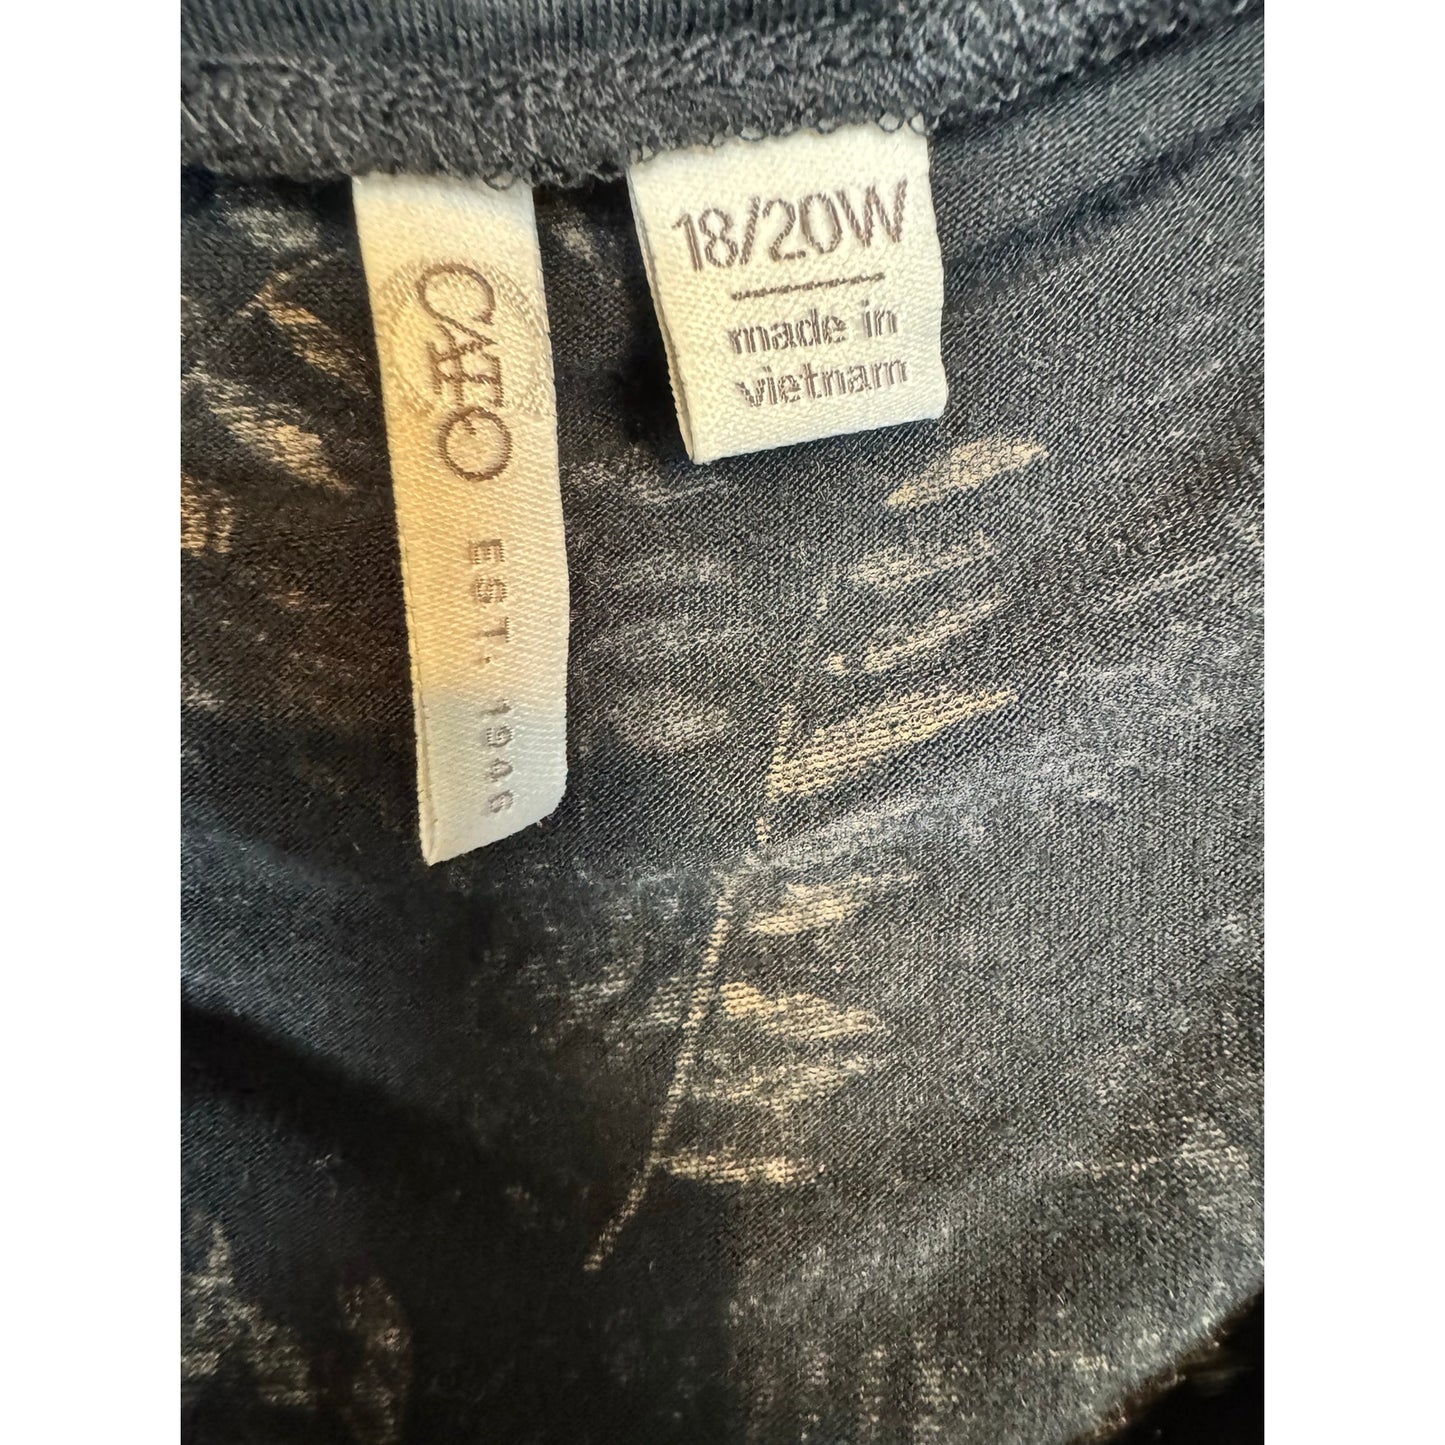 CATO
EST. 1946
18/20W
made in
vietnam